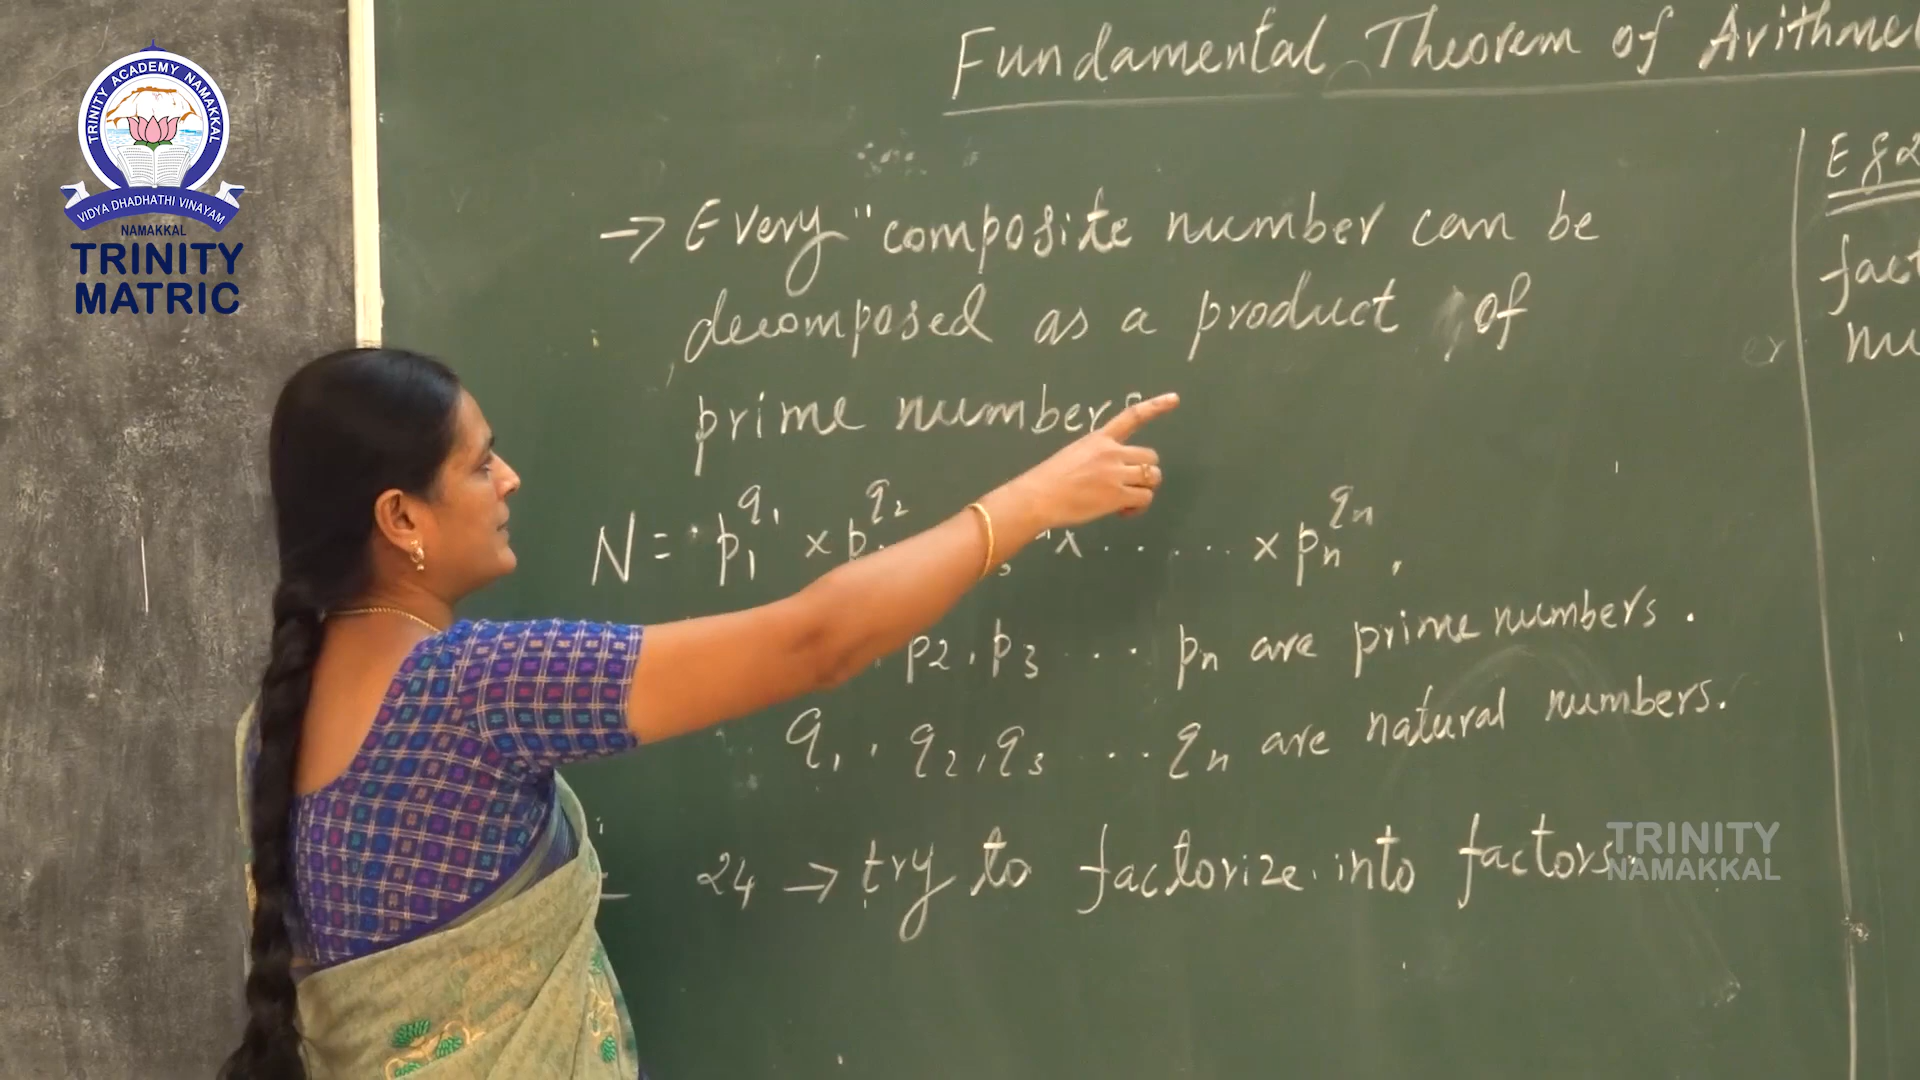 TRINITY ACADEMY NAMAKKAL
VIDYA DHADHATHI VINAYAM
NAMAKKAL
TRINITY
MATRIC
Fundamental Theorem of
→ Every "composite number can be
decomposed as a product of
prime numbers
N = p₁^q₁ × p q₂ × ..... × pₙ^qₙ.
p2, p3 ... pn are prime numbers.
q₁, q₂, q₃ ... qₙ are natural numbers.
24 → try to factorize into factors.
TRINITY
NAMAKKAL